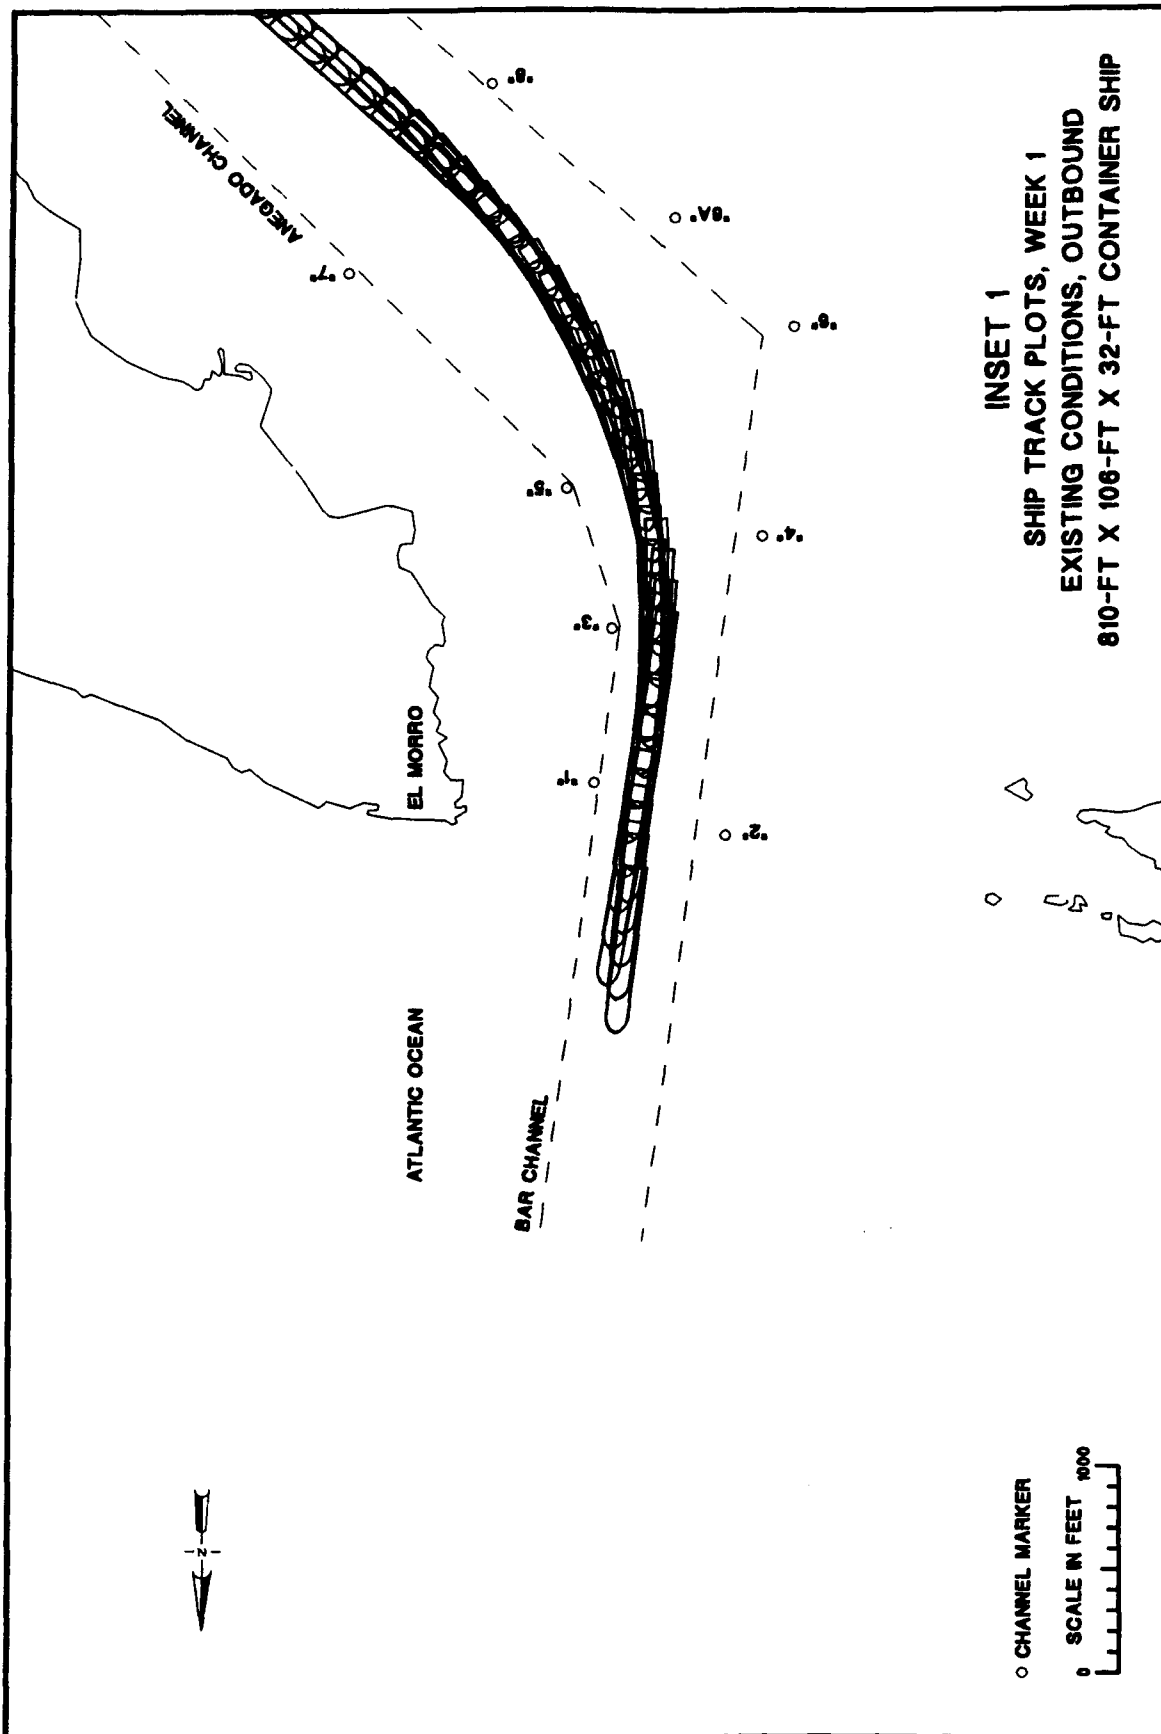 ANEGADO CHANNEL
"8"
"7"
"6A"
"6"
"5"
"4"
"3"
EL MORRO
"1"
"2"
ATLANTIC OCEAN
BAR CHANNEL
N
INSET 1
SHIP TRACK PLOTS, WEEK 1
EXISTING CONDITIONS, OUTBOUND
810-FT X 106-FT X 32-FT CONTAINER SHIP
CHANNEL MARKER
0 SCALE IN FEET 1000